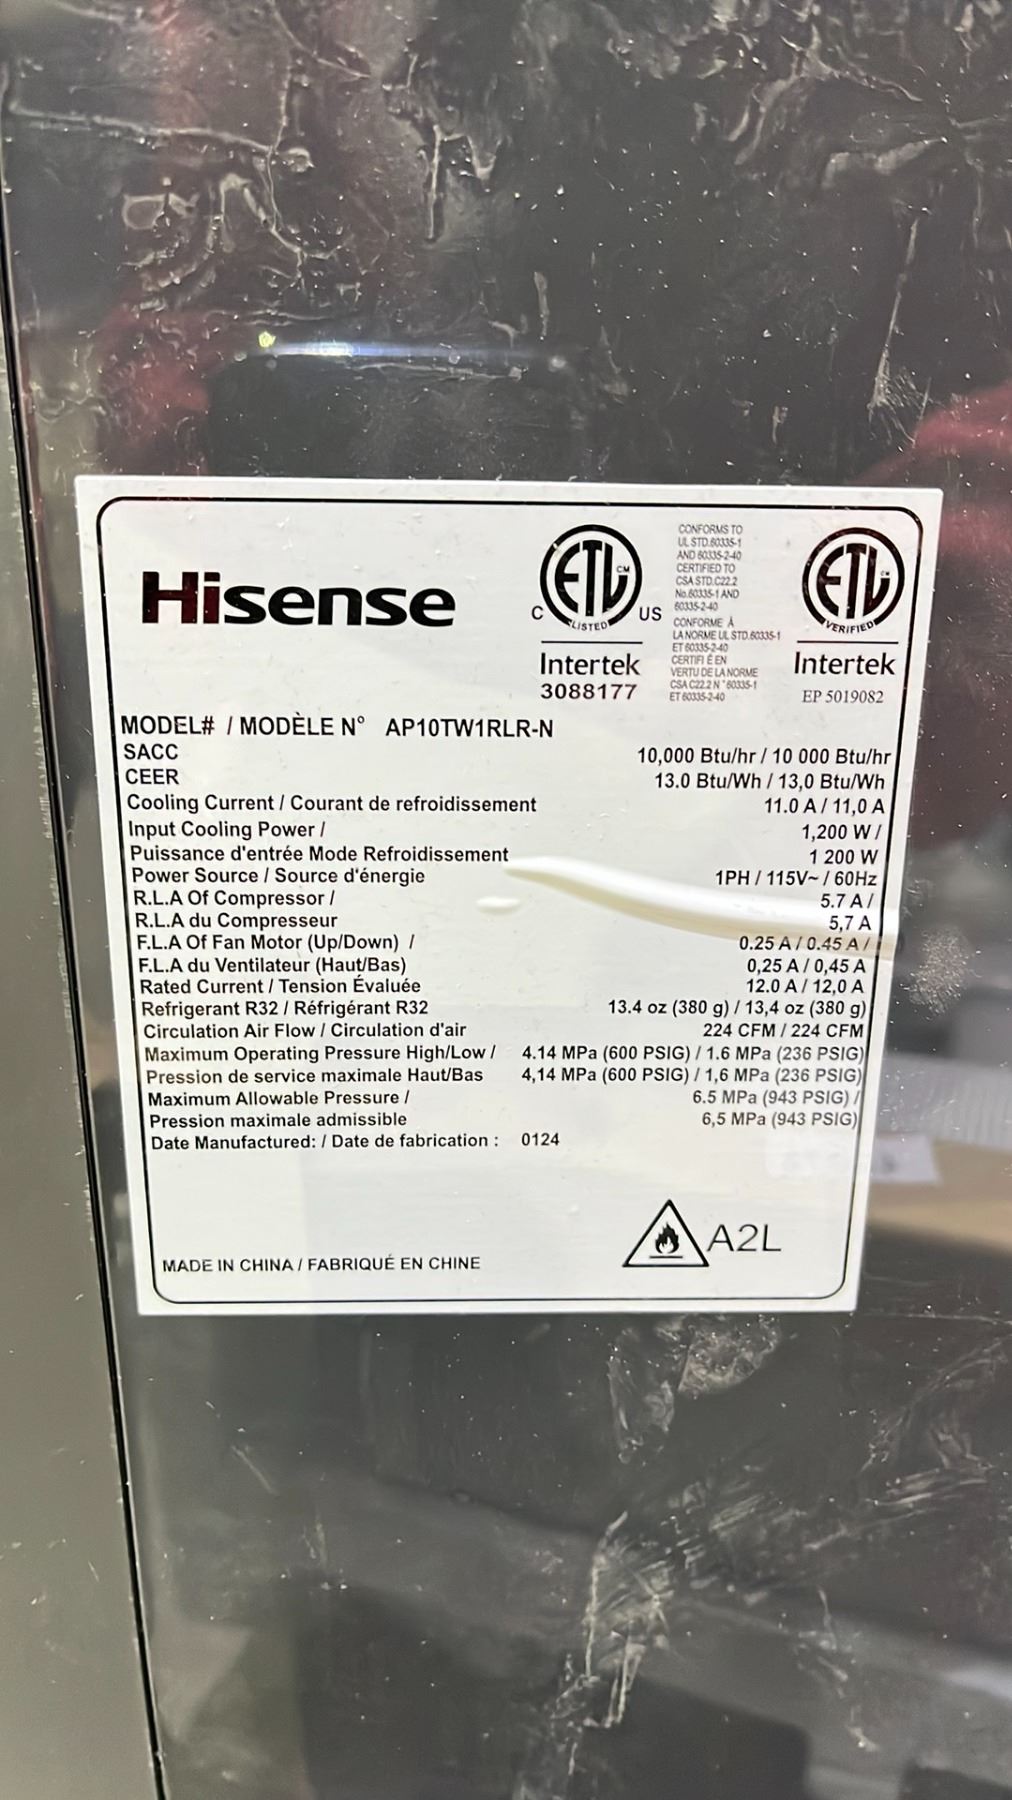 Hisense
ETL CM
LISTED
C US
Intertek
3088177
CONFORMS TO
UL STD.60335-1
AND 60335-2-40
CERTIFIED TO
CSA STD.C22.2
No.60335-1 AND
60335-2-40
CONFORME À
LA NORME UL STD.60335-1
ET 60335-2-40
CERTIFI É EN
VERTU DE LA NORME
CSA C22.2 N ° 60335-1
ET 60335-2-40
ETL CM
VERIFIED
Intertek
EP 5019082
MODEL# / MODÈLE N° AP10TW1RLR-N
SACC 10,000 Btu/hr / 10 000 Btu/hr
CEER 13.0 Btu/Wh / 13,0 Btu/Wh
Cooling Current / Courant de refroidissement 11.0 A / 11,0 A
Input Cooling Power / 1,200 W /
Puissance d'entrée Mode Refroidissement 1 200 W
Power Source / Source d'énergie 1PH / 115V~ / 60Hz
R.L.A Of Compressor / 5.7 A /
R.L.A du Compresseur 5,7 A
F.L.A Of Fan Motor (Up/Down) / 0.25 A / 0.45 A /
F.L.A du Ventilateur (Haut/Bas) 0,25 A / 0,45 A
Rated Current / Tension Évaluée 12.0 A / 12,0 A
Refrigerant R32 / Réfrigérant R32 13.4 oz (380 g) / 13,4 oz (380 g)
Circulation Air Flow / Circulation d'air 224 CFM / 224 CFM
Maximum Operating Pressure High/Low / 4.14 MPa (600 PSIG) / 1.6 MPa (236 PSIG)
Pression de service maximale Haut/Bas 4,14 MPa (600 PSIG) / 1,6 MPa (236 PSIG)
Maximum Allowable Pressure / 6.5 MPa (943 PSIG) /
Pression maximale admissible 6,5 MPa (943 PSIG)
Date Manufactured: / Date de fabrication : 0124
A2L
MADE IN CHINA / FABRIQUÉ EN CHINE